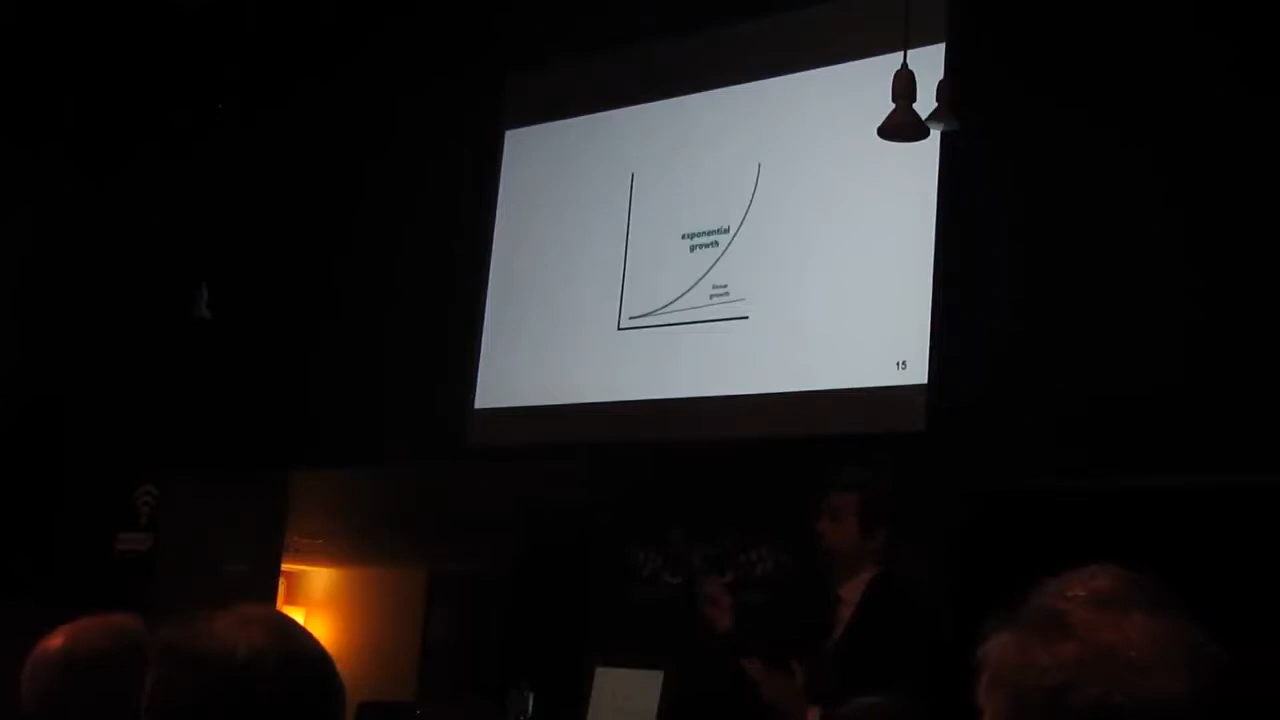 exponential
growth
linear
growth
15